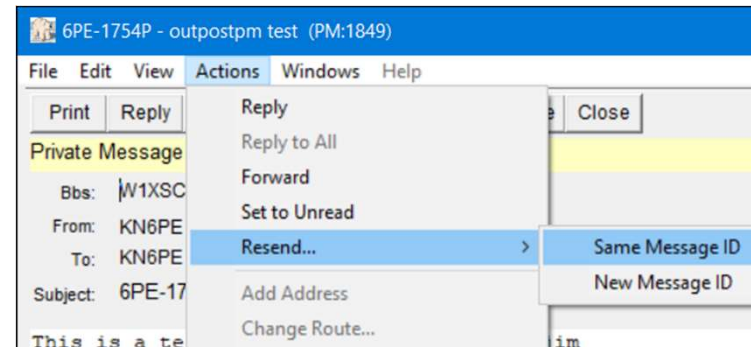 6PE-1754P - outpostpm test (PM:1849)
File Edit View Actions Windows Help
Print Reply Close
Private Message
Reply
Reply to All
Forward
Set to Unread
Resend... >
Same Message ID
New Message ID
Add Address
Change Route...
Bbs: W1XSC
From: KN6PE
To: KN6PE
Subject: 6PE-17
This is a te